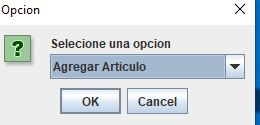 Opcion
Selecione una opcion
Agregar Articulo
OK Cancel